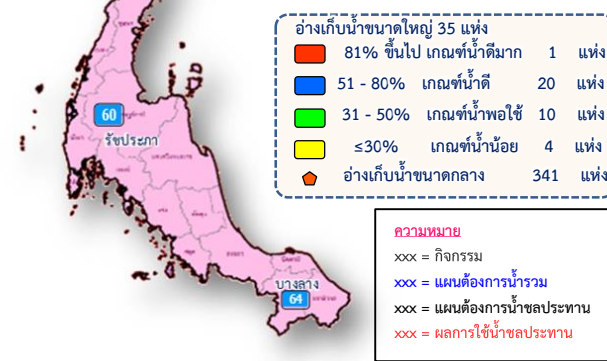 อ่างเก็บน้ำขนาดใหญ่ 35 แห่ง
81% ขึ้นไป เกณฑ์น้ำดีมาก 1 แห่ง
51 - 80% เกณฑ์น้ำดี 20 แห่ง
31 - 50% เกณฑ์น้ำพอใช้ 10 แห่ง
≤30% เกณฑ์น้ำน้อย 4 แห่ง
อ่างเก็บน้ำขนาดกลาง 341 แห่ง
60
รัชประภา
บางลาง
64
ความหมาย
xxx = กิจกรรม
xxx = แผนต้องการน้ำรวม
xxx = แผนต้องการน้ำชลประทาน
xxx = ผลการใช้น้ำชลประทาน